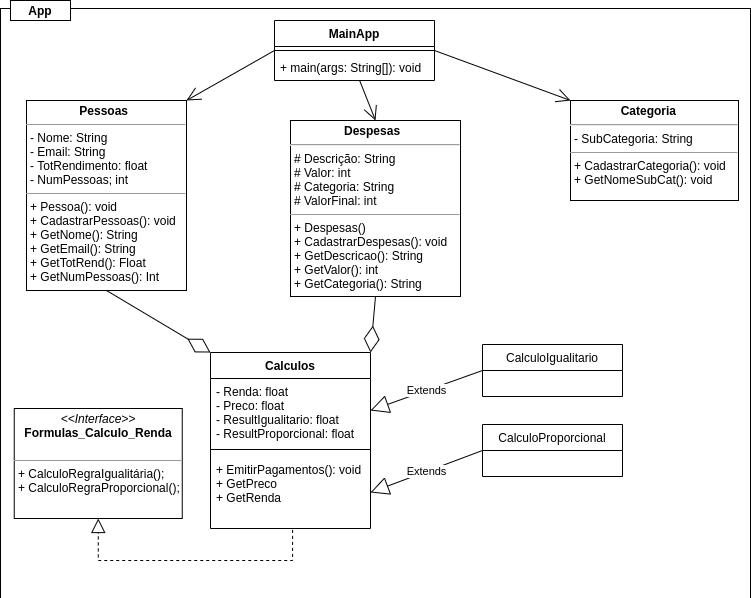 App
MainApp
+ main(args: String[]): void
Pessoas
- Nome: String
- Email: String
- TotRendimento: float
- NumPessoas; int
+ Pessoa(): void
+ CadastrarPessoas(): void
+ GetNome(): String
+ GetEmail(): String
+ GetTotRend(): Float
+ GetNumPessoas(): Int
Despesas
# Descrição: String
# Valor: int
# Categoria: String
# ValorFinal: int
+ Despesas()
+ CadastrarDespesas(): void
+ GetDescricao(): String
+ GetValor(): int
+ GetCategoria(): String
Categoria
- SubCategoria: String
+ CadastrarCategoria(): void
+ GetNomeSubCat(): void
Calculos
- Renda: float
- Preco: float
- ResultIgualitario: float
- ResultProporcional: float
+ EmitirPagamentos(): void
+ GetPreco
+ GetRenda
CalculoIgualitario
Extends
CalculoProporcional
Extends
<<Interface>>
Formulas_Calculo_Renda
+ CalculoRegraIgualitária();
+ CalculoRegraProporcional();